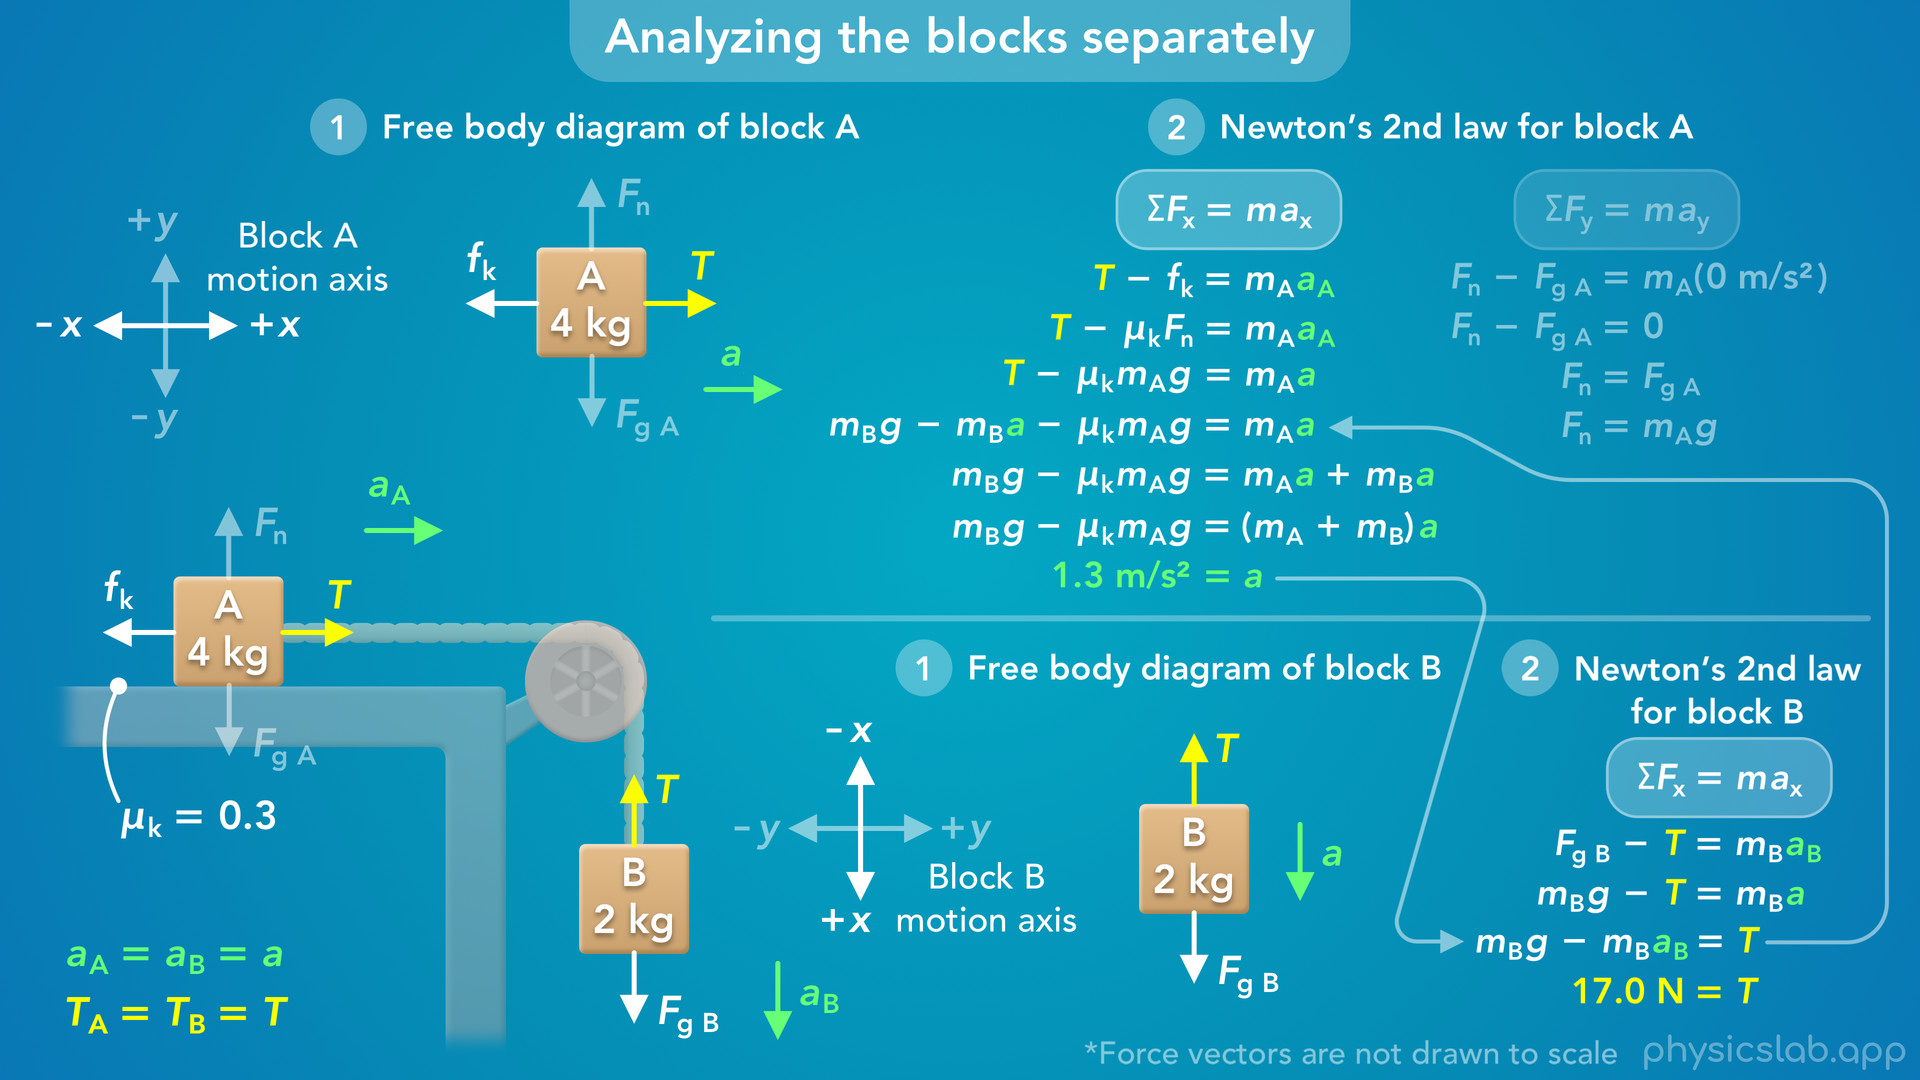 Analyzing the blocks separately
1 Free body diagram of block A
+y
Block A
motion axis
-x
+x
-y
Fn
fk
A
4 kg
T
a
Fg A
2 Newton's 2nd law for block A
ΣFx = max
T − fk = mAaA
T − μkFn = mAaA
T − μkmAg = mAa
mBg − mBa − μkmAg = mAa
mBg − μkmAg = mAa + mBa
mBg − μkmAg = (mA + mB)a
1.3 m/s² = a
ΣFy = may
Fn − Fg A = mA(0 m/s²)
Fn − Fg A = 0
Fn = Fg A
Fn = mAg
aA
Fn
fk
A
4 kg
T
Fg A
μk = 0.3
T
B
2 kg
Fg B
aB
aA = aB = a
TA = TB = T
1 Free body diagram of block B
-x
-y
+y
+x
Block B
motion axis
T
B
2 kg
a
Fg B
2 Newton's 2nd law
for block B
ΣFx = max
Fg B − T = mBaB
mBg − T = mBa
mBg − mBaB = T
17.0 N = T
*Force vectors are not drawn to scale
physicslab.app